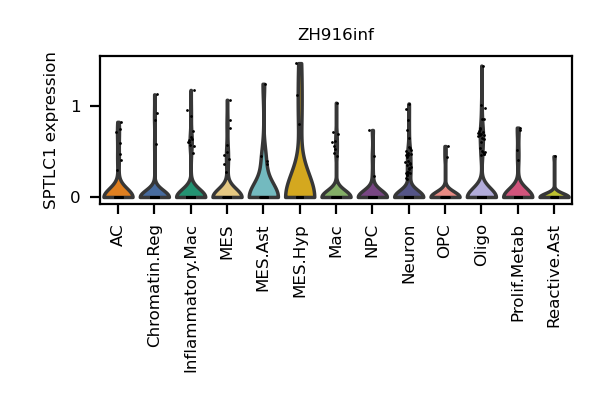 ZH916inf
SPTLC1 expression
1
0
AC
Chromatin.Reg
Inflammatory.Mac
MES
MES.Ast
MES.Hyp
Mac
NPC
Neuron
OPC
Oligo
Prolif.Metab
Reactive.Ast